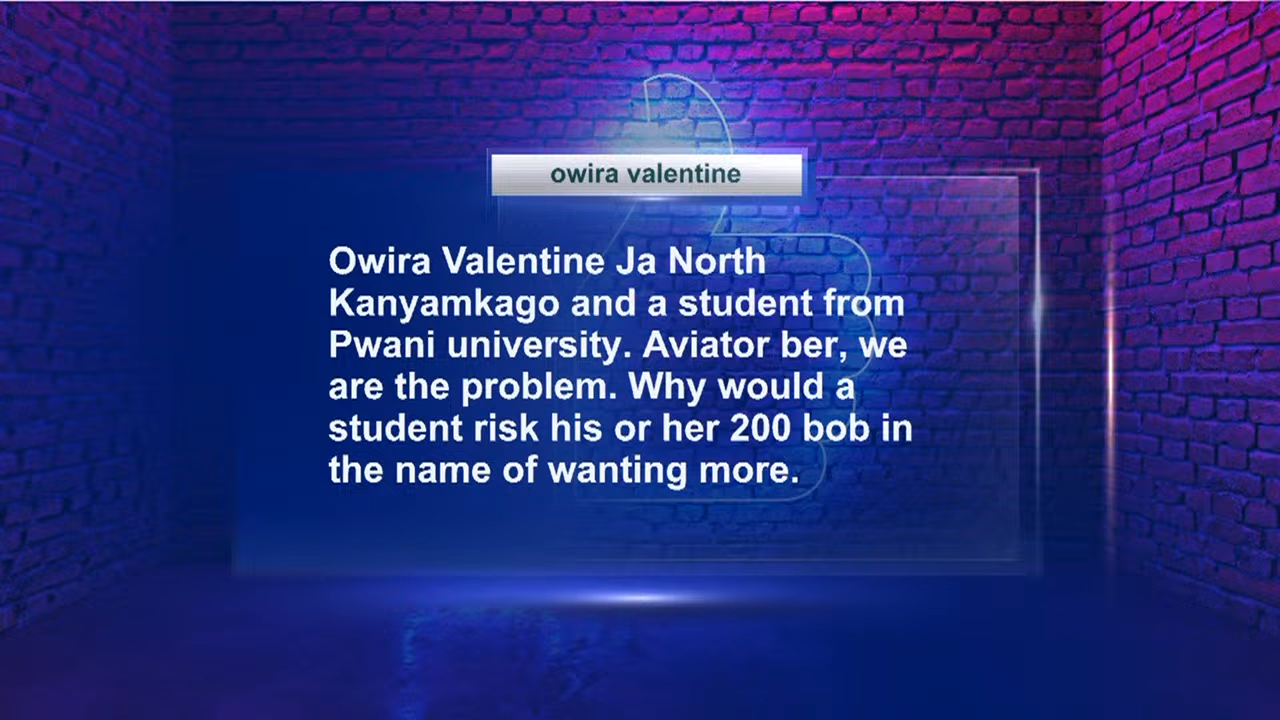 owira valentine
Owira Valentine Ja North
Kanyamkago and a student from
Pwani university. Aviator ber, we
are the problem. Why would a
student risk his or her 200 bob in
the name of wanting more.